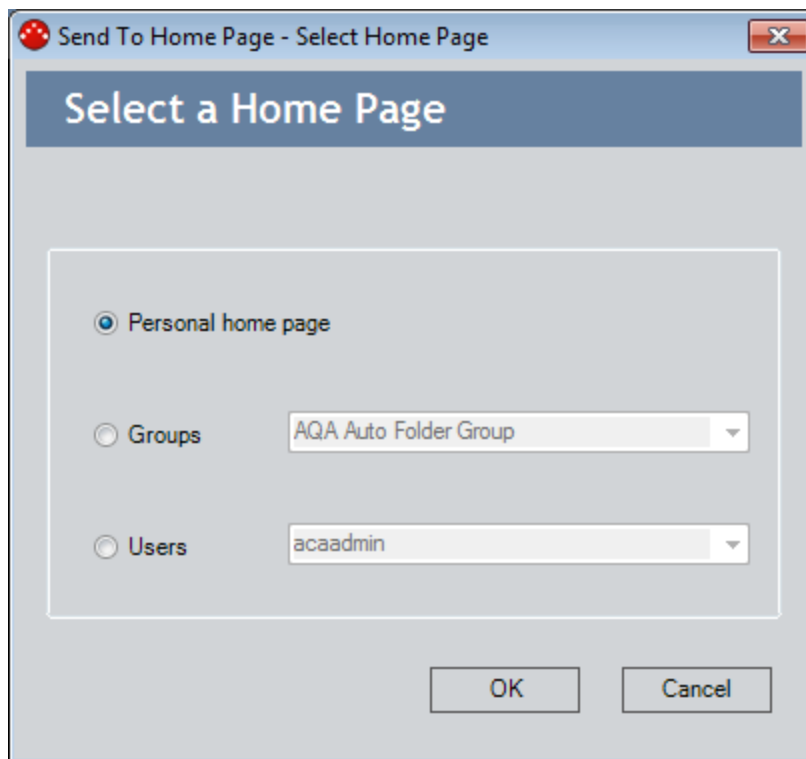 Send To Home Page - Select Home Page
Select a Home Page
Personal home page
Groups AQA Auto Folder Group
Users acaadmin
OK Cancel